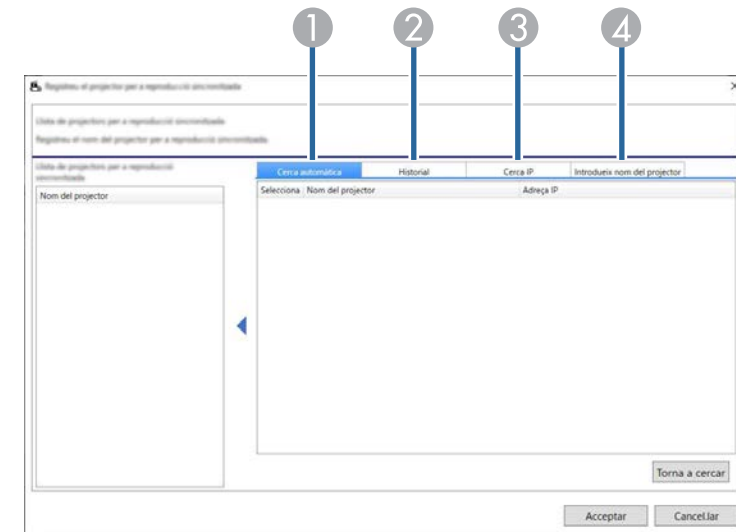 1 2 3 4
Registreu el projector per a reproducció sincronitzada
Llista de projectors per a reproducció sincronitzada
Registreu el nom del projector per a reproducció sincronitzada.
Llista de projectors per a reproducció
sincronitzada
Cerca automàtica Historial Cerca IP Introdueix nom del projector
Nom del projector
Selecciona Nom del projector Adreça IP
Torna a cercar
Acceptar Cancel.lar